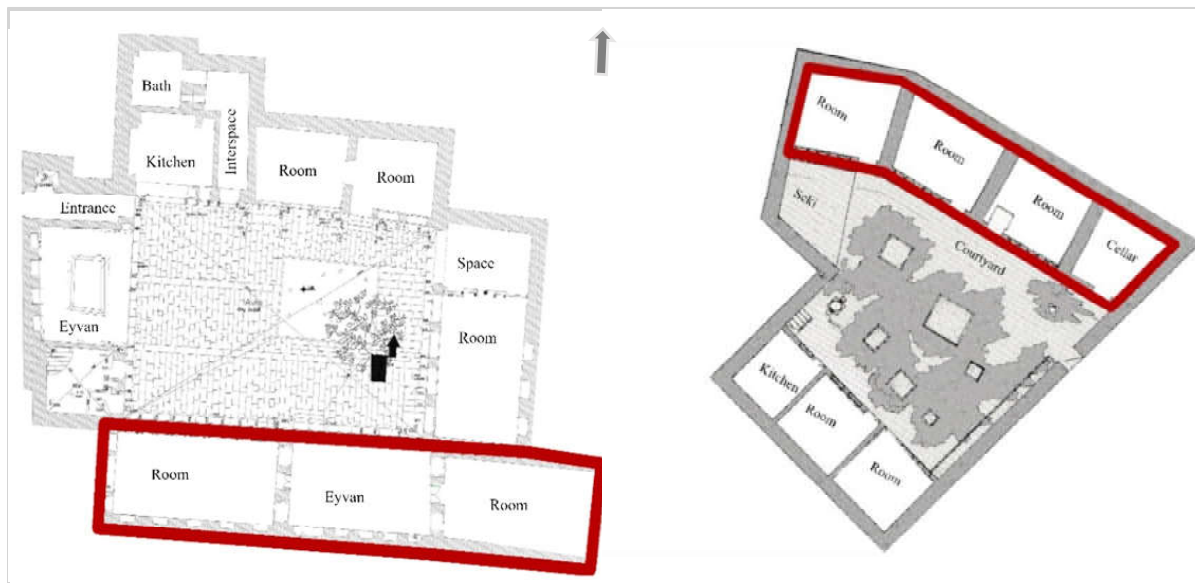 Bath
Interspace
Kitchen
Room
Room
Entrance
Space
Eyvan
Room
Room
Eyvan
Room
Room
Room
Room
Cellar
Seki
Courtyard
Kitchen
Room
Room